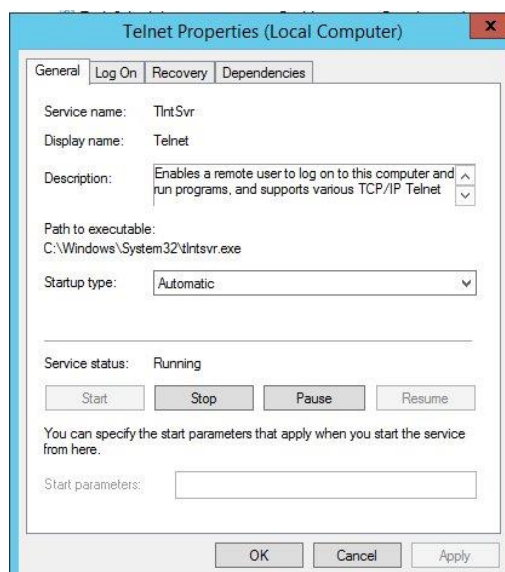 Telnet Properties (Local Computer)
x
General Log On Recovery Dependencies
Service name: TlntSvr
Display name: Telnet
Description: Enables a remote user to log on to this computer and
run programs, and supports various TCP/IP Telnet
Path to executable:
C:\Windows\System32\tlntsvr.exe
Startup type: Automatic
Service status: Running
Start Stop Pause Resume
You can specify the start parameters that apply when you start the service
from here.
Start parameters:
OK Cancel Apply